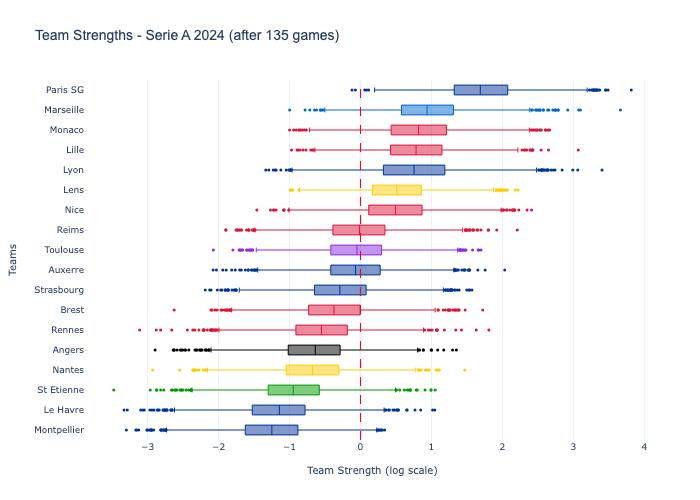 Team Strengths - Serie A 2024 (after 135 games)
Paris SG
Marseille
Monaco
Lille
Lyon
Lens
Nice
Reims
Toulouse
Auxerre
Strasbourg
Brest
Rennes
Angers
Nantes
St Etienne
Le Havre
Montpellier
Teams
−3 −2 −1 0 1 2 3 4
Team Strength (log scale)